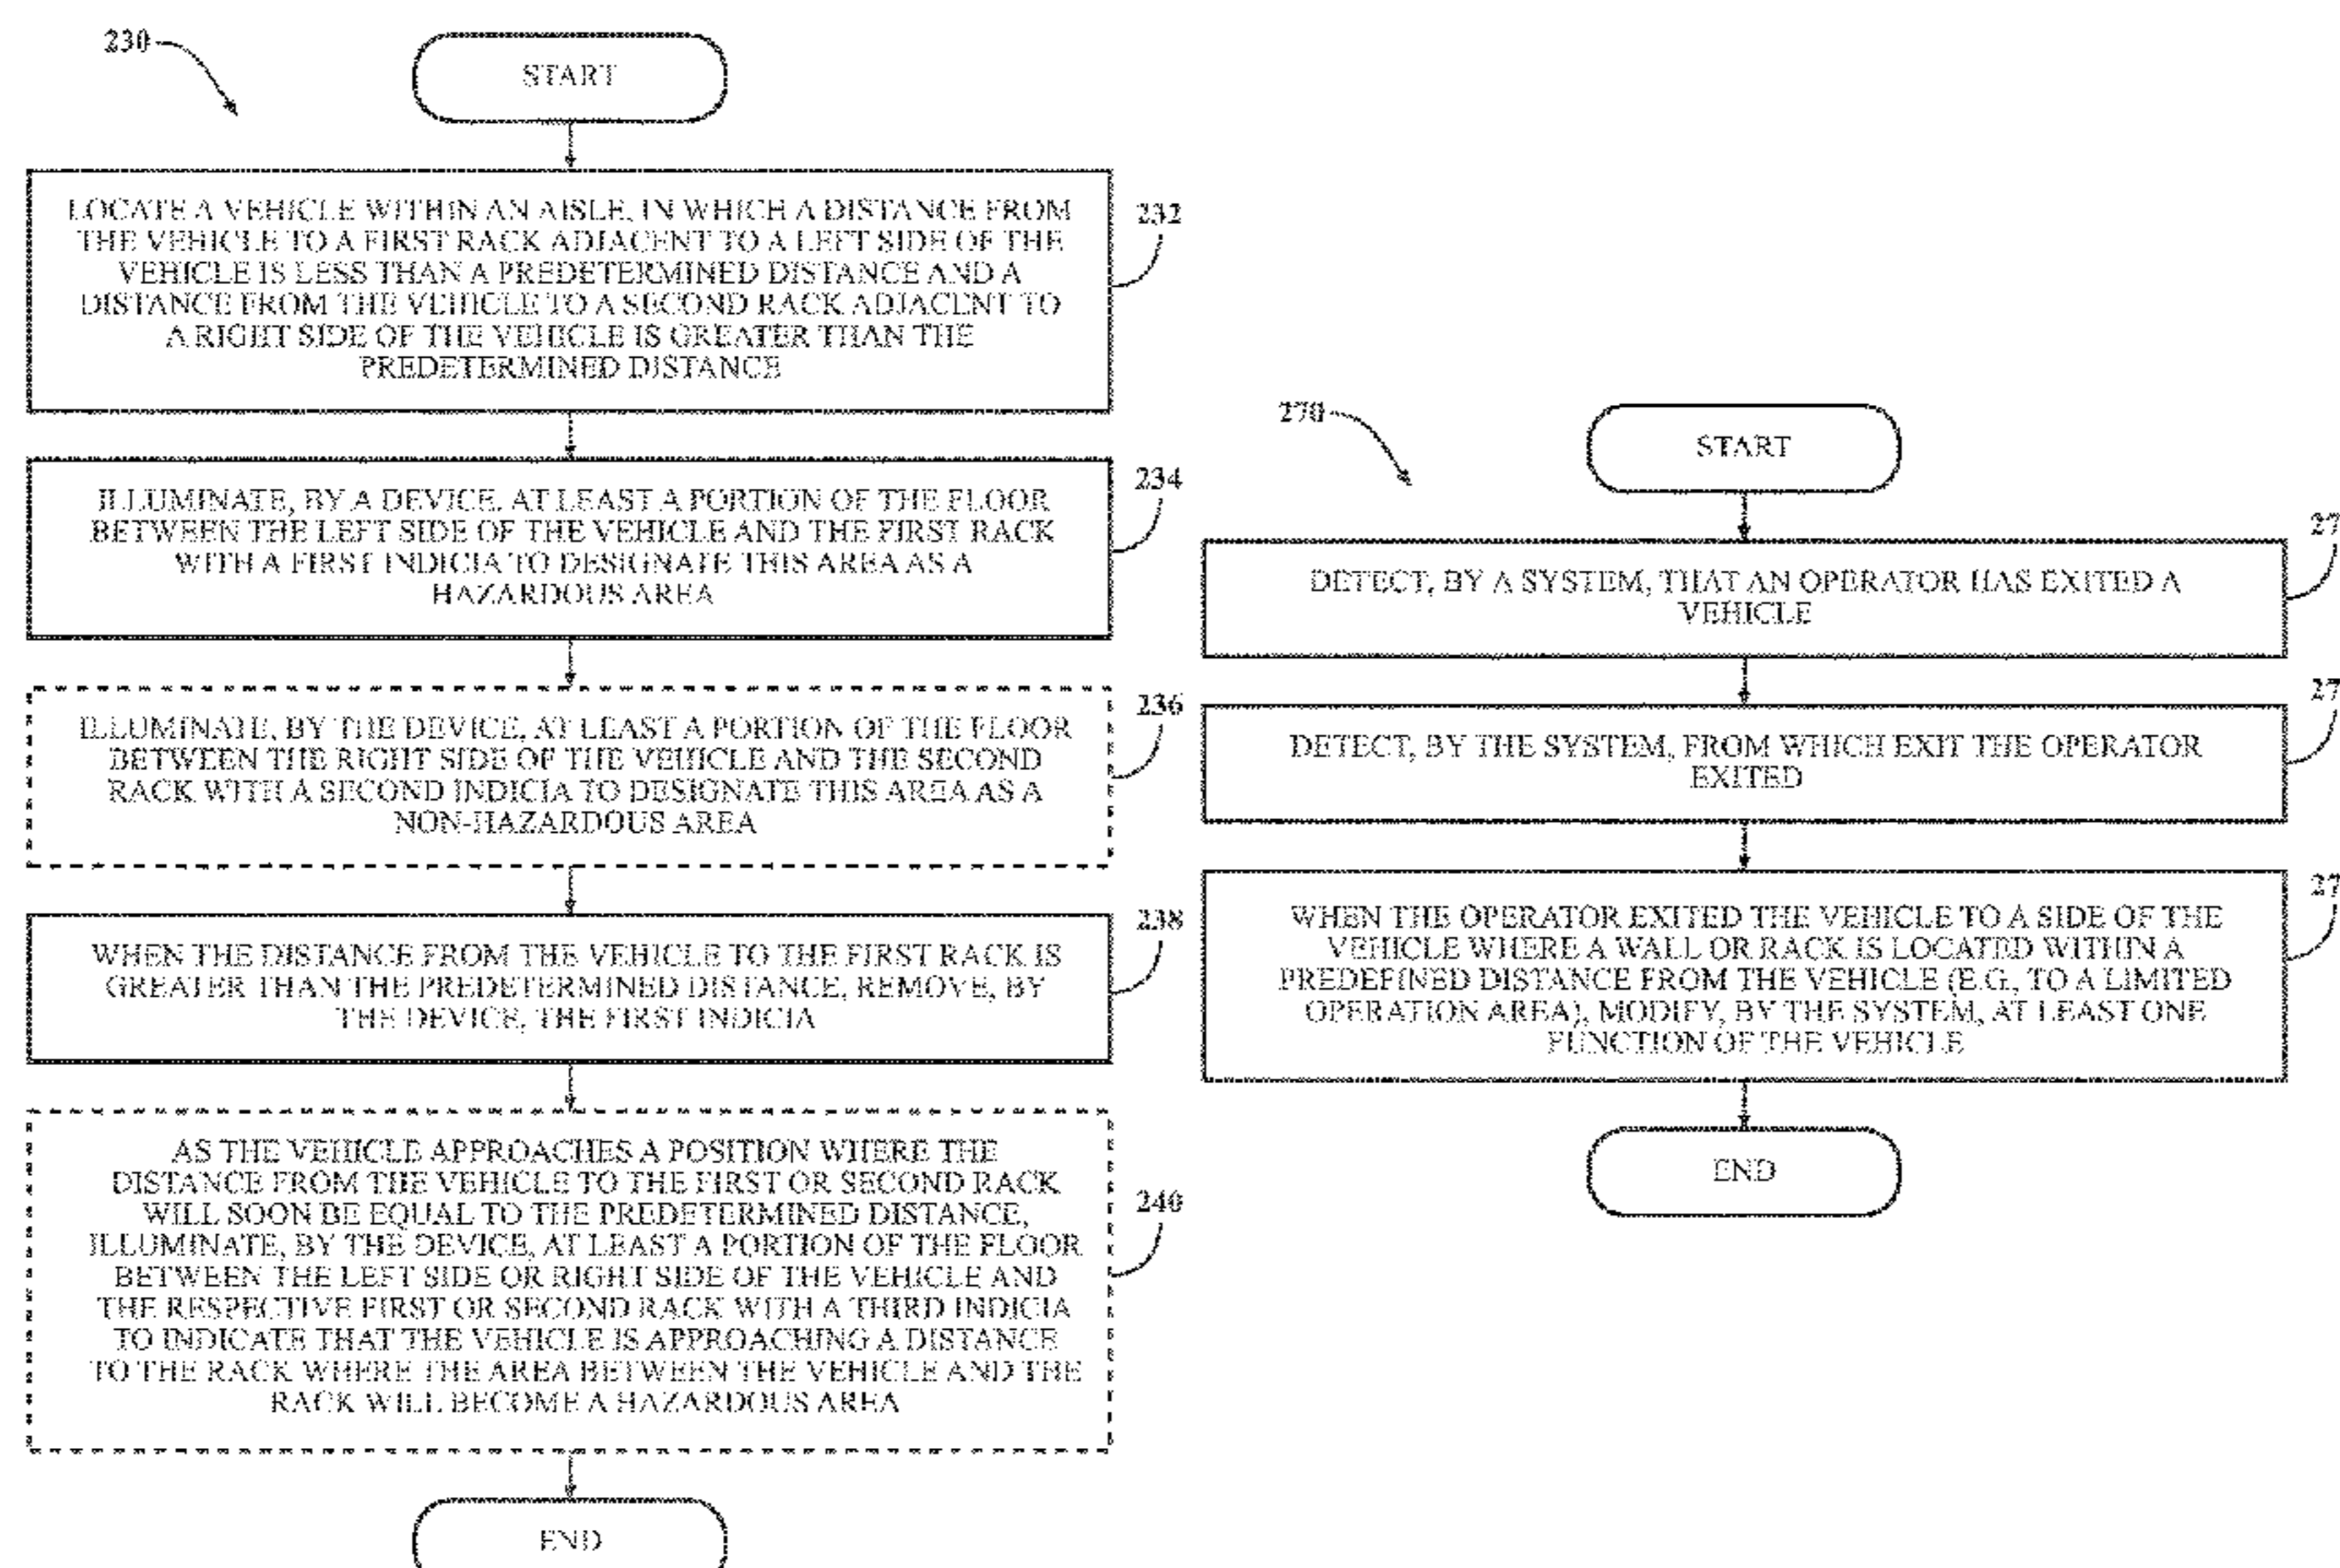 230
START
LOCATE A VEHICLE WITHIN AN AISLE, IN WHICH A DISTANCE FROM
THE VEHICLE TO A FIRST RACK ADJACENT TO A LEFT SIDE OF THE
VEHICLE IS LESS THAN A PREDETERMINED DISTANCE AND A
DISTANCE FROM THE VEHICLE TO A SECOND RACK ADJACENT TO
A RIGHT SIDE OF THE VEHICLE IS GREATER THAN THE
PREDETERMINED DISTANCE
232
ILLUMINATE, BY A DEVICE, AT LEAST A PORTION OF THE FLOOR
BETWEEN THE LEFT SIDE OF THE VEHICLE AND THE FIRST RACK
WITH A FIRST INDICIA TO DESIGNATE THIS AREA AS A
HAZARDOUS AREA
234
ILLUMINATE, BY THE DEVICE, AT LEAST A PORTION OF THE FLOOR
BETWEEN THE RIGHT SIDE OF THE VEHICLE AND THE SECOND
RACK WITH A SECOND INDICIA TO DESIGNATE THIS AREA AS A
NON-HAZARDOUS AREA
236
WHEN THE DISTANCE FROM THE VEHICLE TO THE FIRST RACK IS
GREATER THAN THE PREDETERMINED DISTANCE, REMOVE, BY
THE DEVICE, THE FIRST INDICIA
238
AS THE VEHICLE APPROACHES A POSITION WHERE THE
DISTANCE FROM THE VEHICLE TO THE FIRST OR SECOND RACK
WILL SOON BE EQUAL TO THE PREDETERMINED DISTANCE,
ILLUMINATE, BY THE DEVICE, AT LEAST A PORTION OF THE FLOOR
BETWEEN THE LEFT SIDE OR RIGHT SIDE OF THE VEHICLE AND
THE RESPECTIVE FIRST OR SECOND RACK WITH A THIRD INDICIA
TO INDICATE THAT THE VEHICLE IS APPROACHING A DISTANCE
TO THE RACK WHERE THE AREA BETWEEN THE VEHICLE AND THE
RACK WILL BECOME A HAZARDOUS AREA
240
END
270
START
DETECT, BY A SYSTEM, THAT AN OPERATOR HAS EXITED A
VEHICLE
27
DETECT, BY THE SYSTEM, FROM WHICH EXIT THE OPERATOR
EXITED
27
WHEN THE OPERATOR EXITED THE VEHICLE TO A SIDE OF THE
VEHICLE WHERE A WALL OR RACK IS LOCATED WITHIN A
PREDEFINED DISTANCE FROM THE VEHICLE (E.G., TO A LIMITED
OPERATION AREA), MODIFY, BY THE SYSTEM, AT LEAST ONE
FUNCTION OF THE VEHICLE
27
END